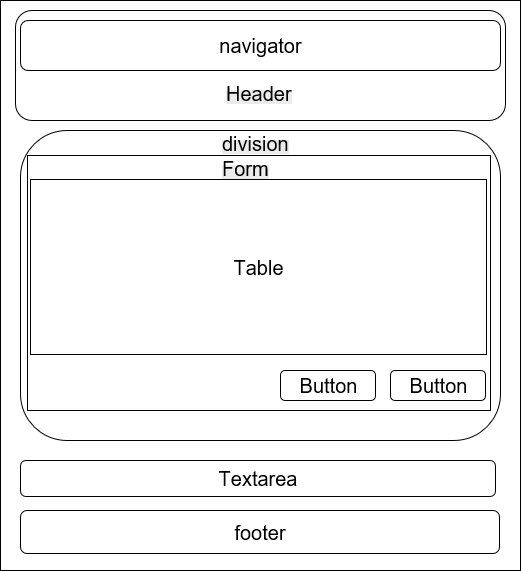 navigator
Header
division
Form
Table
Button Button
Textarea
footer